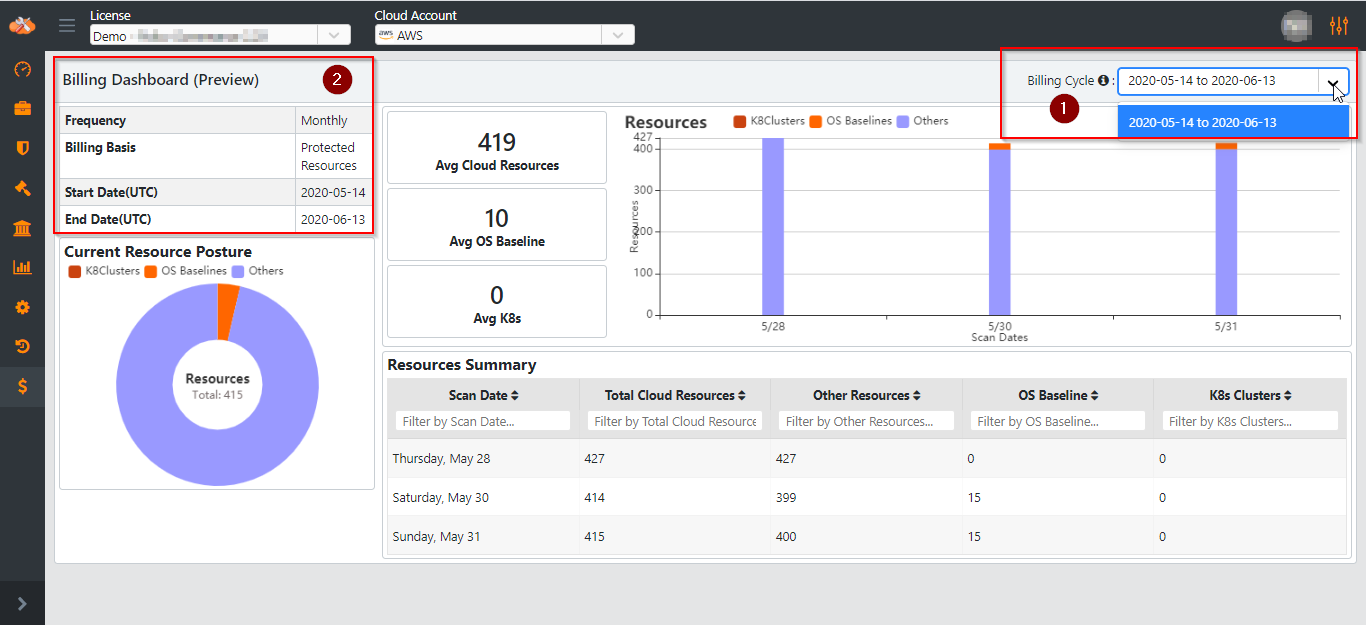 License
Demo -
Cloud Account
aws AWS
Billing Dashboard (Preview)
2
Billing Cycle i :
2020-05-14 to 2020-06-13
1
2020-05-14 to 2020-06-13
Frequency Monthly
Billing Basis Protected
Resources
Start Date(UTC) 2020-05-14
End Date(UTC) 2020-06-13
Current Resource Posture
K8Clusters OS Baselines Others
Resources
Total: 415
419
Avg Cloud Resources
10
Avg OS Baseline
0
Avg K8s
Resources
K8Clusters OS Baselines Others
427
400
300
200
100
0
Resources
5/28 5/30 5/31
Scan Dates
Resources Summary
Scan Date Total Cloud Resources Other Resources OS Baseline K8s Clusters
Filter by Scan Date... Filter by Total Cloud Resource Filter by Other Resources... Filter by OS Baseline... Filter by K8s Clusters...
Thursday, May 28 427 427 0 0
Saturday, May 30 414 399 15 0
Sunday, May 31 415 400 15 0
$